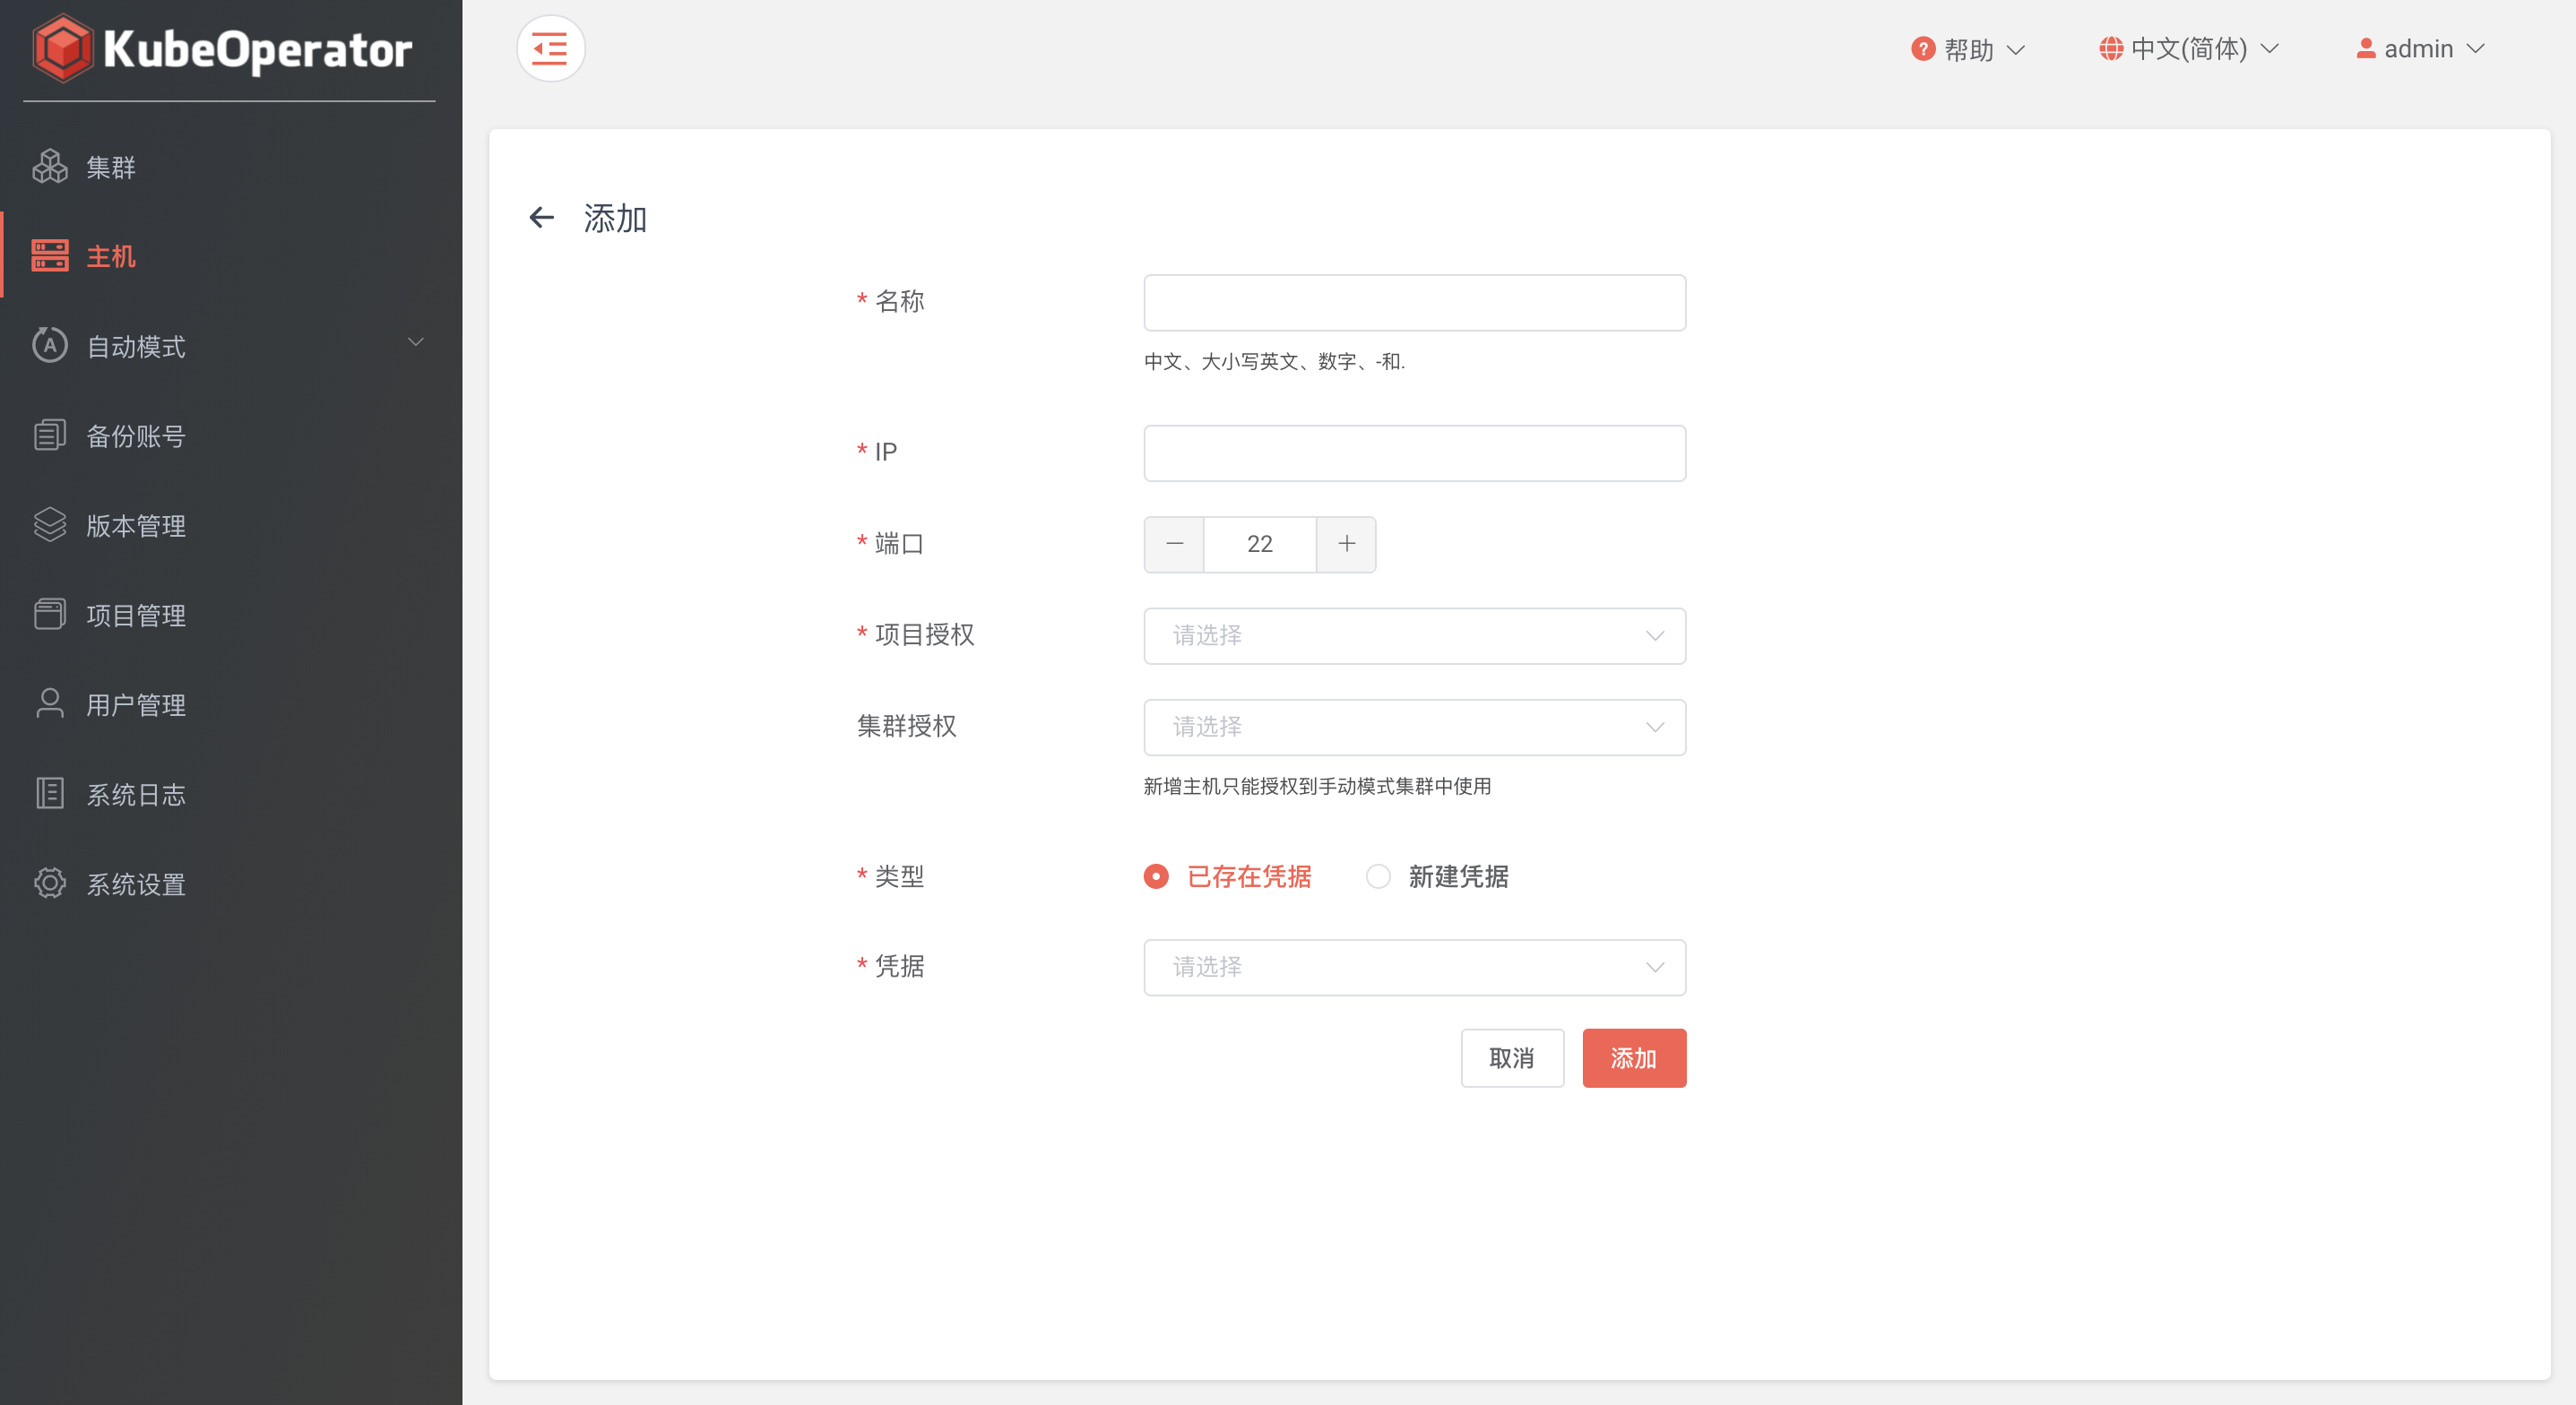 KubeOperator
帮助
中文(简体)
admin
集群
主机
自动模式
备份账号
版本管理
项目管理
用户管理
系统日志
系统设置
添加
* 名称
中文、大小写英文、数字、-和.
* IP
* 端口
22
* 项目授权
请选择
集群授权
请选择
新增主机只能授权到手动模式集群中使用
* 类型
已存在凭据
新建凭据
* 凭据
请选择
取消
添加